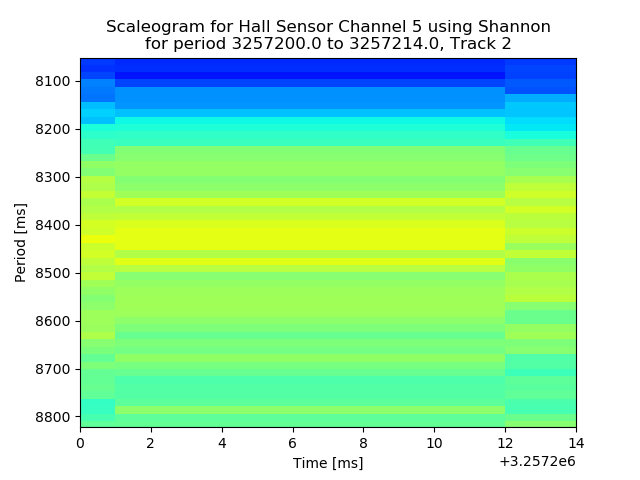 Scaleogram for Hall Sensor Channel 5 using Shannon
for period 3257200.0 to 3257214.0, Track 2
Period [ms]
8100
8200
8300
8400
8500
8600
8700
8800
0 2 4 6 8 10 12 14
Time [ms]
+3.2572e6